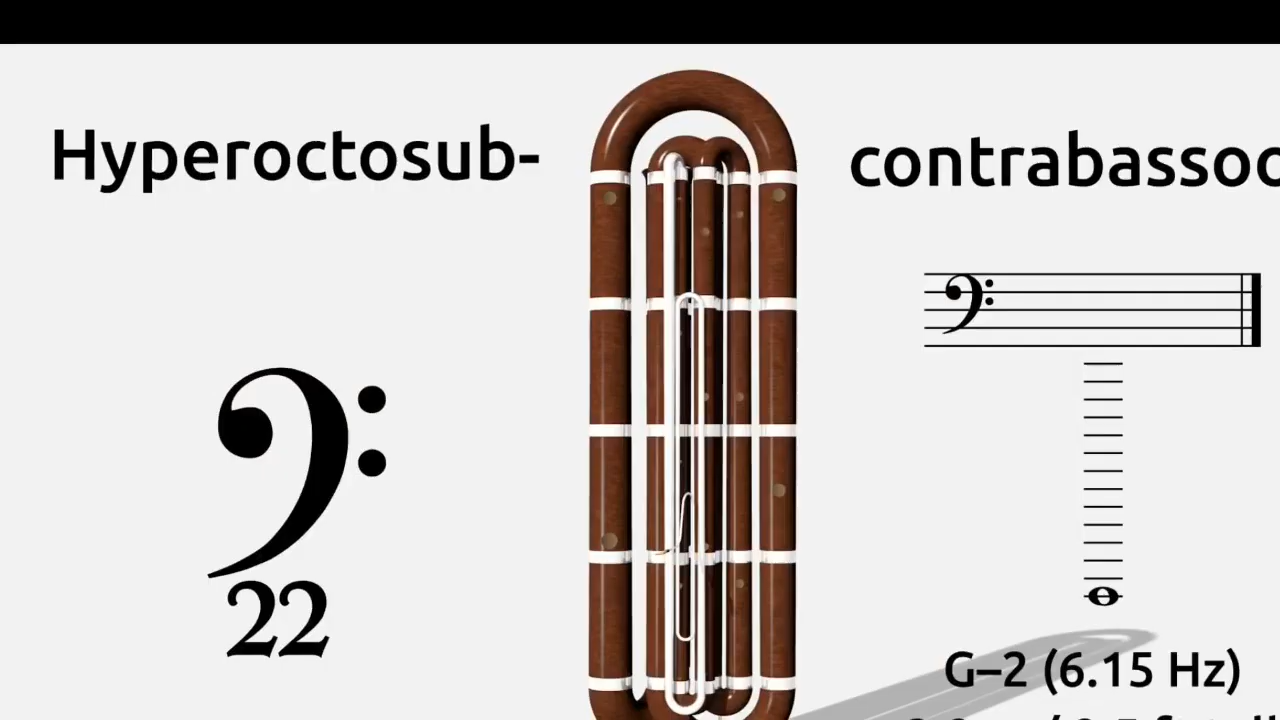 Hyperoctosub-
contrabassoo
22
G–2 (6.15 Hz)